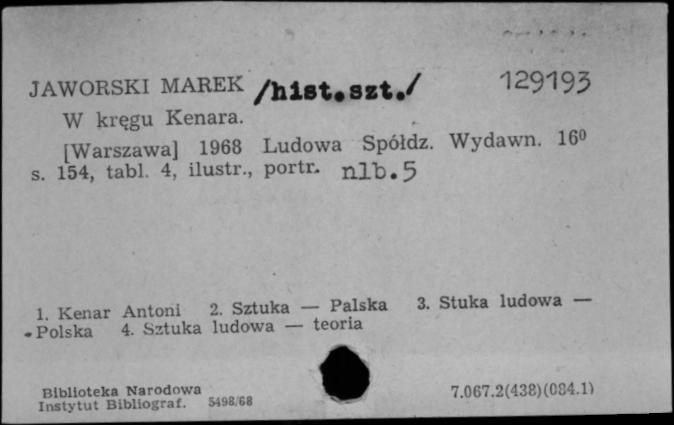 JAWORSKI MAREK /hist.szt./ 129193
W kręgu Kenara.
[Warszawa] 1968 Ludowa Spółdz. Wydawn. 16⁰
s. 154, tabl. 4, ilustr., portr. nlb.5
1. Kenar Antoni 2. Sztuka — Palska 3. Stuka ludowa —
Polska 4. Sztuka ludowa — teoria
Biblioteka Narodowa
Instytut Bibliograf. 5498/68 7.067.2(438)(084.1)